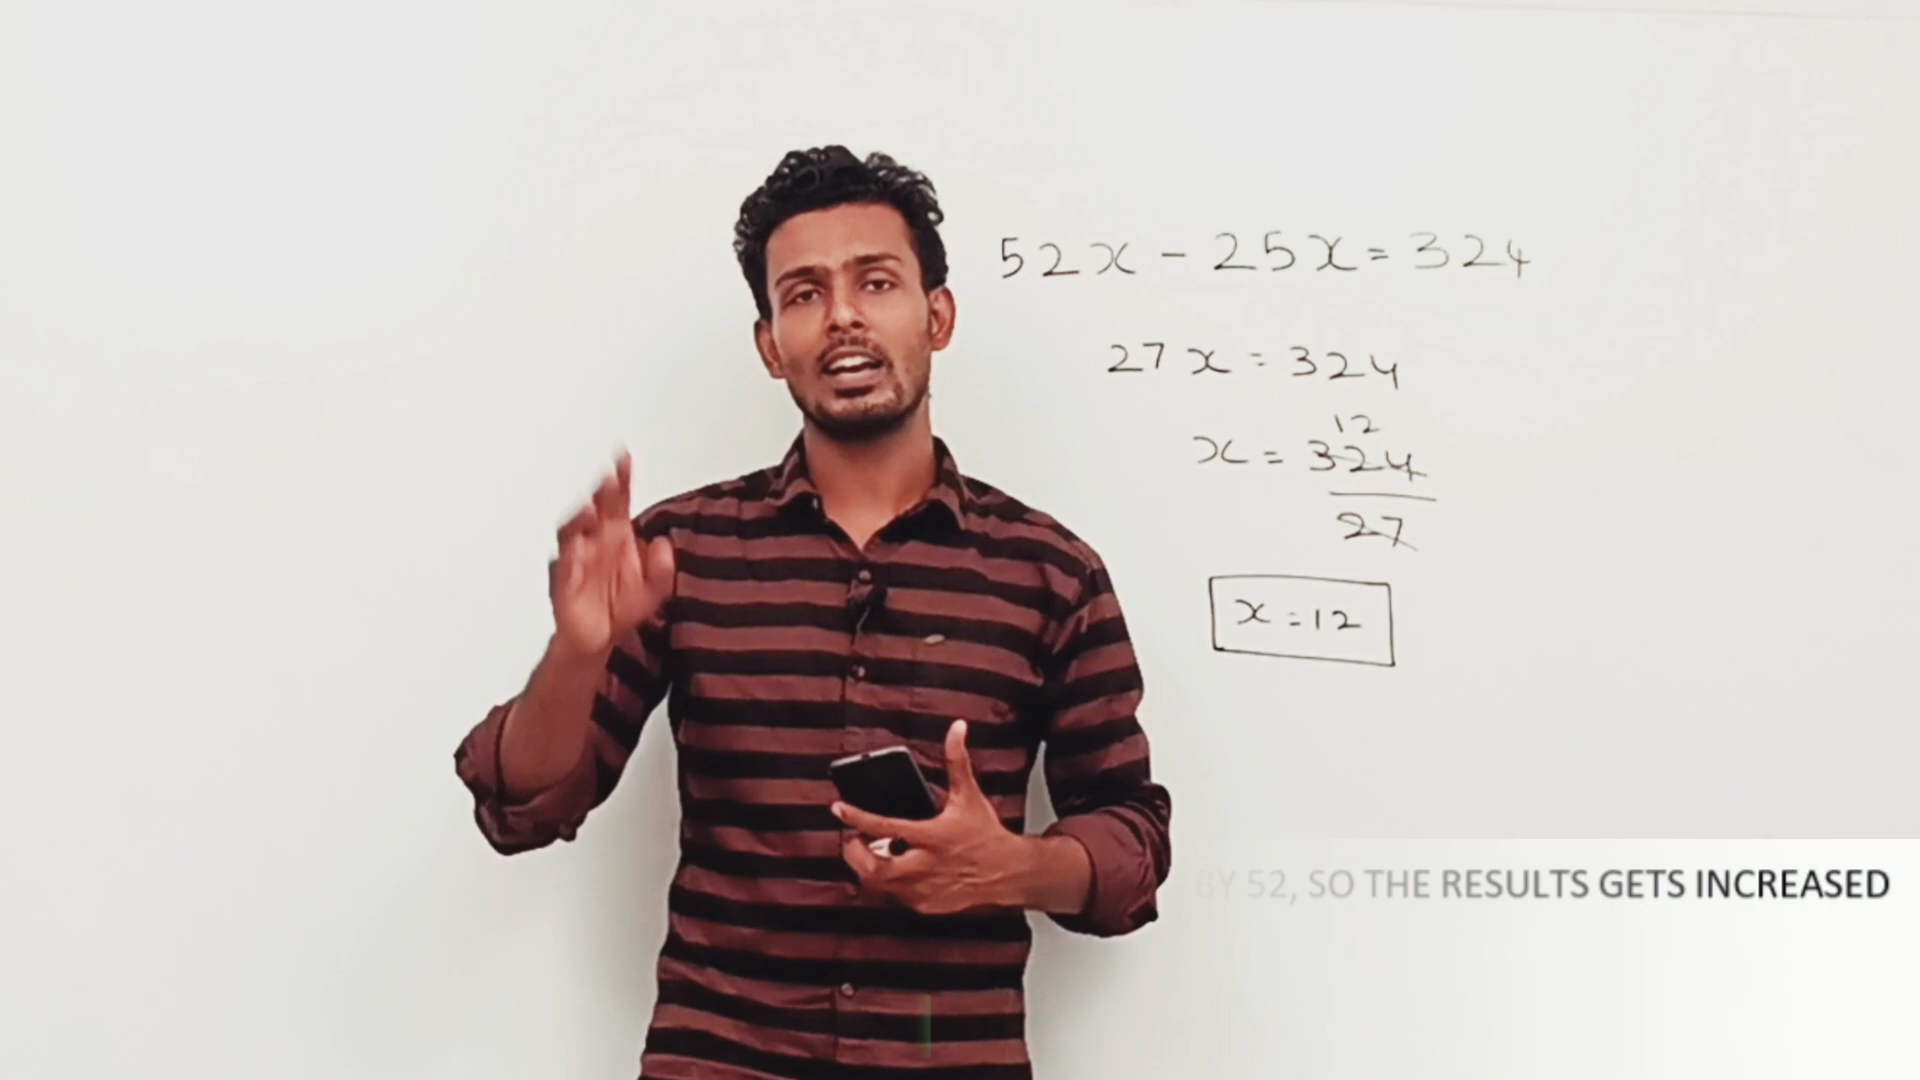 52x - 25x = 324
27x = 324
12
x = 324
27
x = 12
BY 52, SO THE RESULTS GETS INCREASED